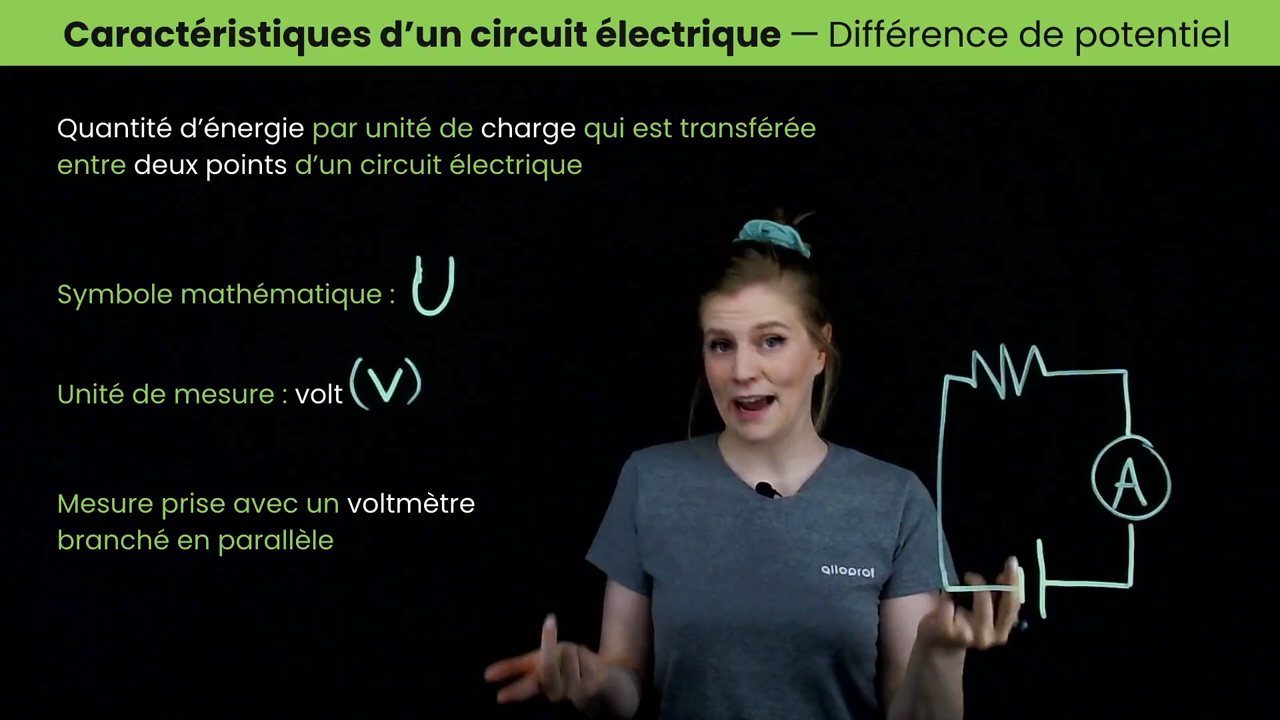 Caractéristiques d’un circuit électrique — Différence de potentiel
Quantité d’énergie par unité de charge qui est transférée
entre deux points d’un circuit électrique
Symbole mathématique : U
Unité de mesure : volt (V)
Mesure prise avec un voltmètre
branché en parallèle
A
alloprof